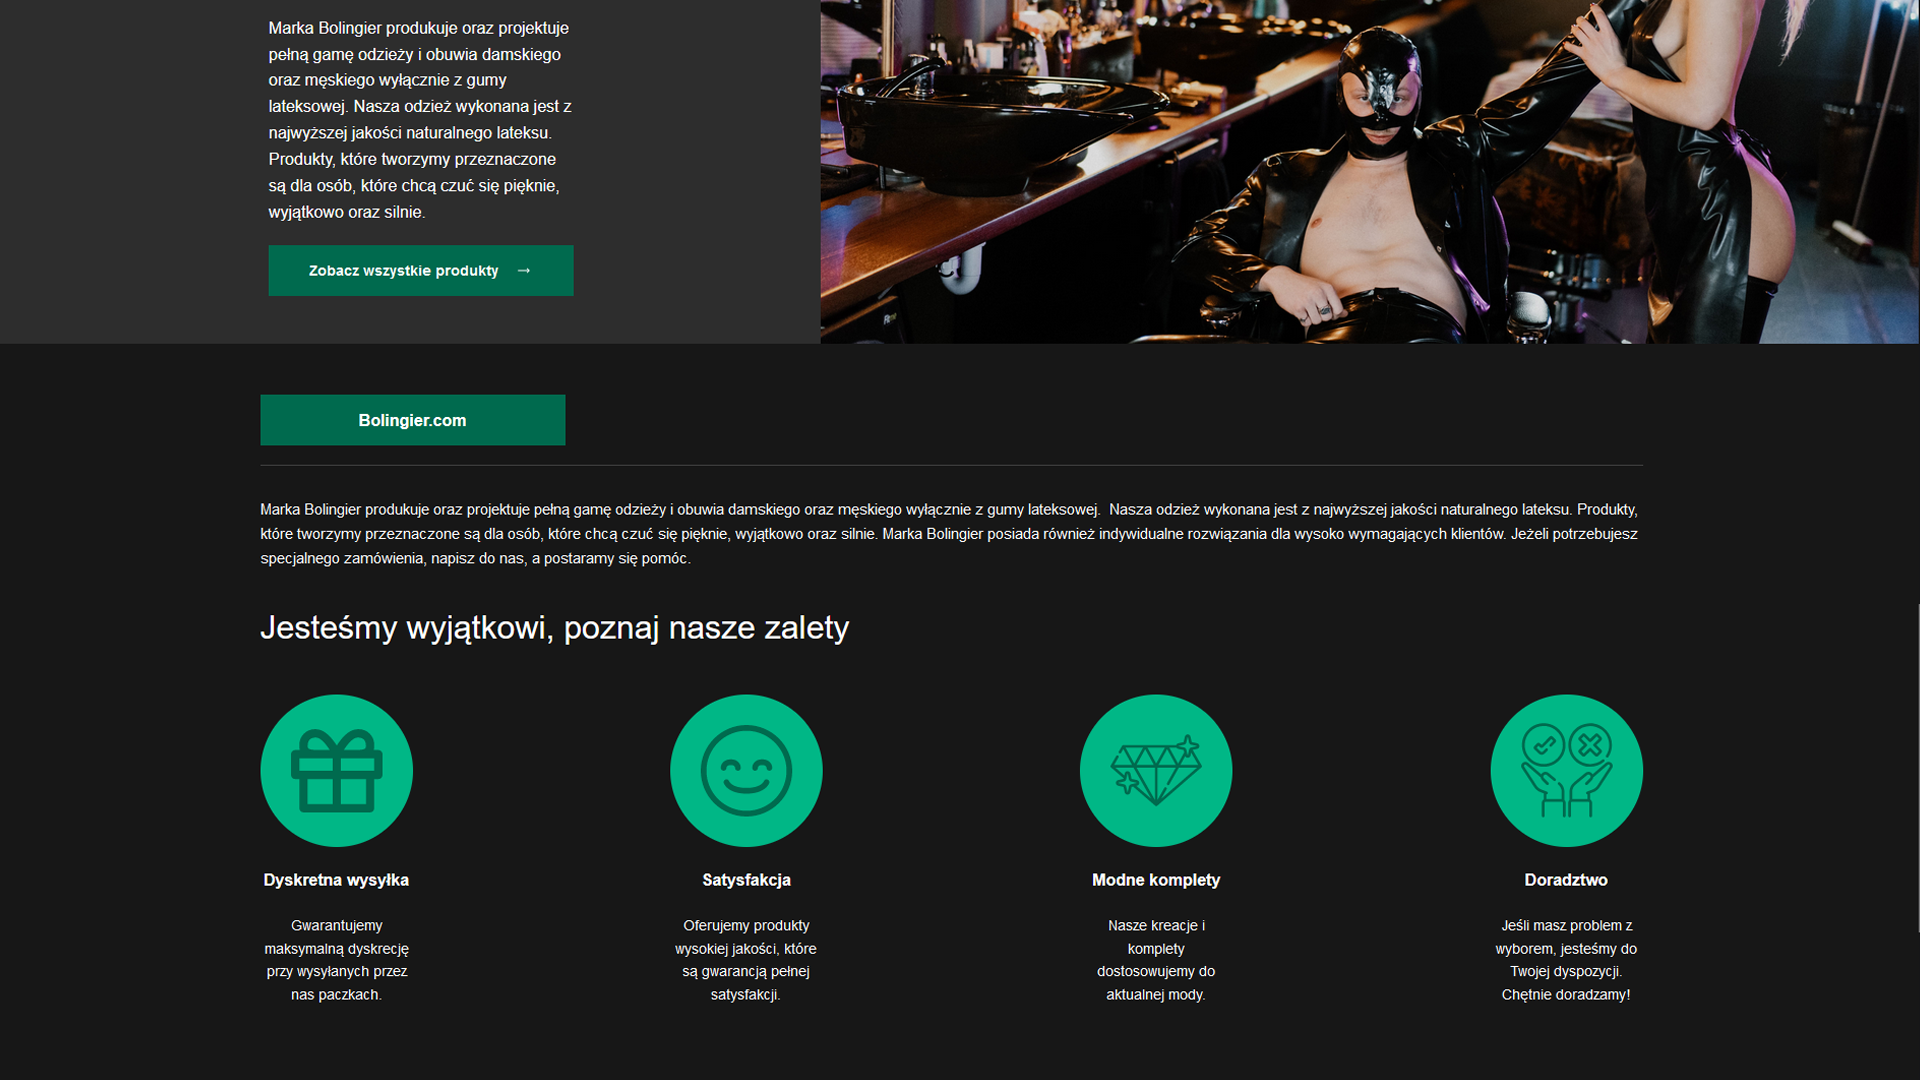 Marka Bolingier produkuje oraz projektuje
pełną gamę odzieży i obuwia damskiego
oraz męskiego wyłącznie z gumy
lateksowej. Nasza odzież wykonana jest z
najwyższej jakości naturalnego lateksu.
Produkty, które tworzymy przeznaczone
są dla osób, które chcą czuć się pięknie,
wyjątkowo oraz silnie.
Zobacz wszystkie produkty →
Bolingier.com
Marka Bolingier produkuje oraz projektuje pełną gamę odzieży i obuwia damskiego oraz męskiego wyłącznie z gumy lateksowej.  Nasza odzież wykonana jest z najwyższej jakości naturalnego lateksu. Produkty,
które tworzymy przeznaczone są dla osób, które chcą czuć się pięknie, wyjątkowo oraz silnie. Marka Bolingier posiada również indywidualne rozwiązania dla wysoko wymagających klientów. Jeżeli potrzebujesz
specjalnego zamówienia, napisz do nas, a postaramy się pomóc.
Jesteśmy wyjątkowi, poznaj nasze zalety
Dyskretna wysyłka
Gwarantujemy
maksymalną dyskrecję
przy wysyłanych przez
nas paczkach.
Satysfakcja
Oferujemy produkty
wysokiej jakości, które
są gwarancją pełnej
satysfakcji.
Modne komplety
Nasze kreacje i
komplety
dostosowujemy do
aktualnej mody.
Doradztwo
Jeśli masz problem z
wyborem, jesteśmy do
Twojej dyspozycji.
Chętnie doradzamy!